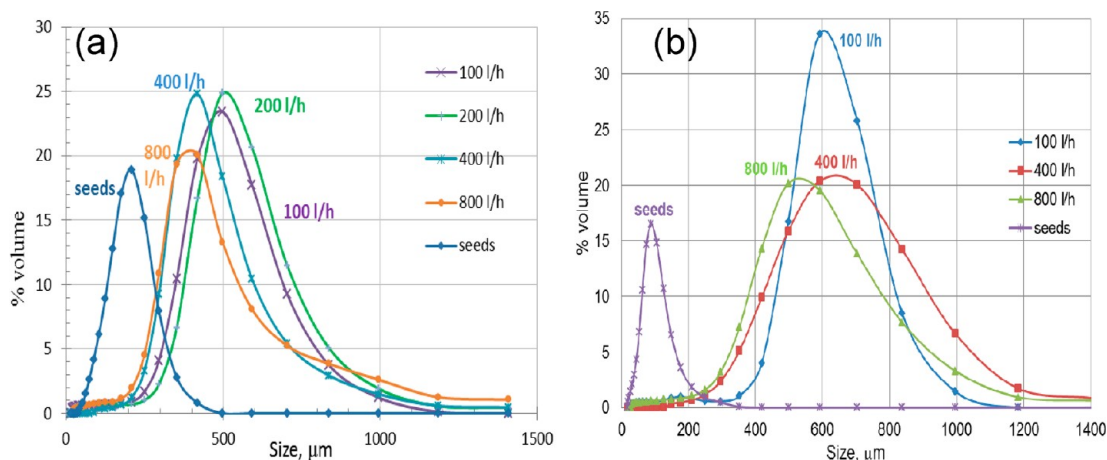 (a)
30
25
20
15
10
5
0
% volume
0
500
1000
1500
Size, μm
seeds
800
l/h
400 l/h
200 l/h
100 l/h
100 l/h
200 l/h
400 l/h
800 l/h
seeds
(b)
35
30
25
20
15
10
5
0
% volume
0
200
400
600
800
1000
1200
1400
Size, μm
seeds
800 l/h
400 l/h
100 l/h
100 l/h
400 l/h
800 l/h
seeds